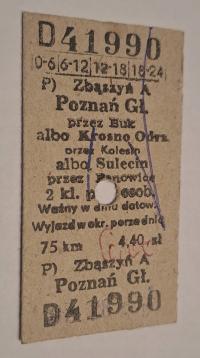 D41990
0-6 6-12 12-18 18-24
P) Zbąszyń A
Poznań Gł.
przez Buk
albo Krosno Odrz.
przez Kolesin
albo Sulęcin
przez
2 kl. p osob.
Ważny w dniu datow.
Wyjazd w okr. porze dnia
75 km 4,40 zł
P) Zbąszyń A
Poznań Gł.
D41990